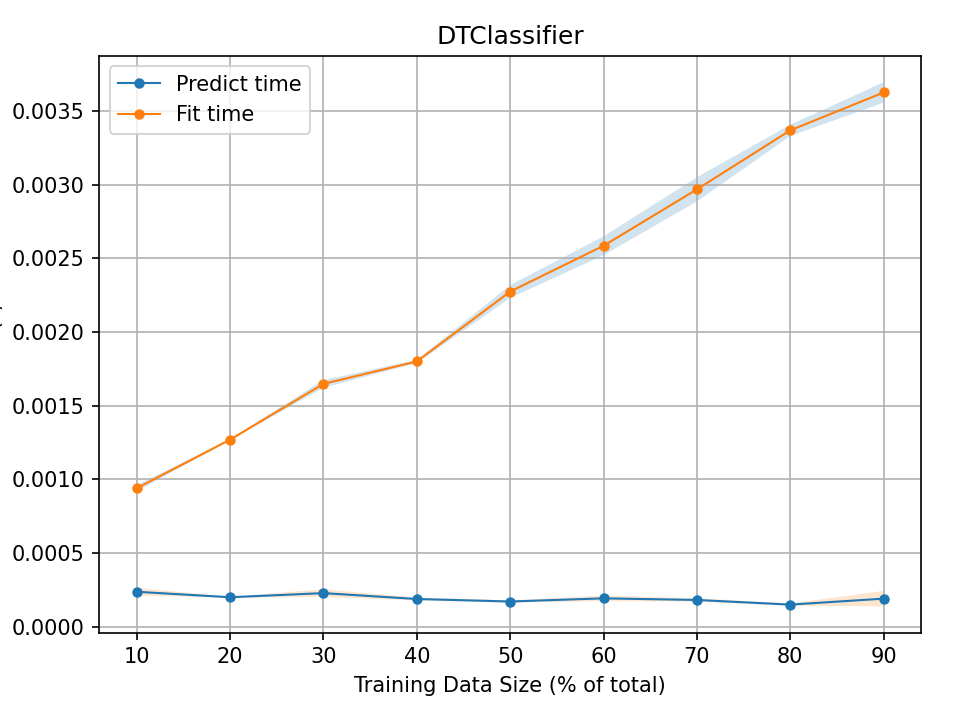 DTClassifier
Predict time
Fit time
0.0035
0.0030
0.0025
0.0020
0.0015
0.0010
0.0005
0.0000
10 20 30 40 50 60 70 80 90
Training Data Size (% of total)